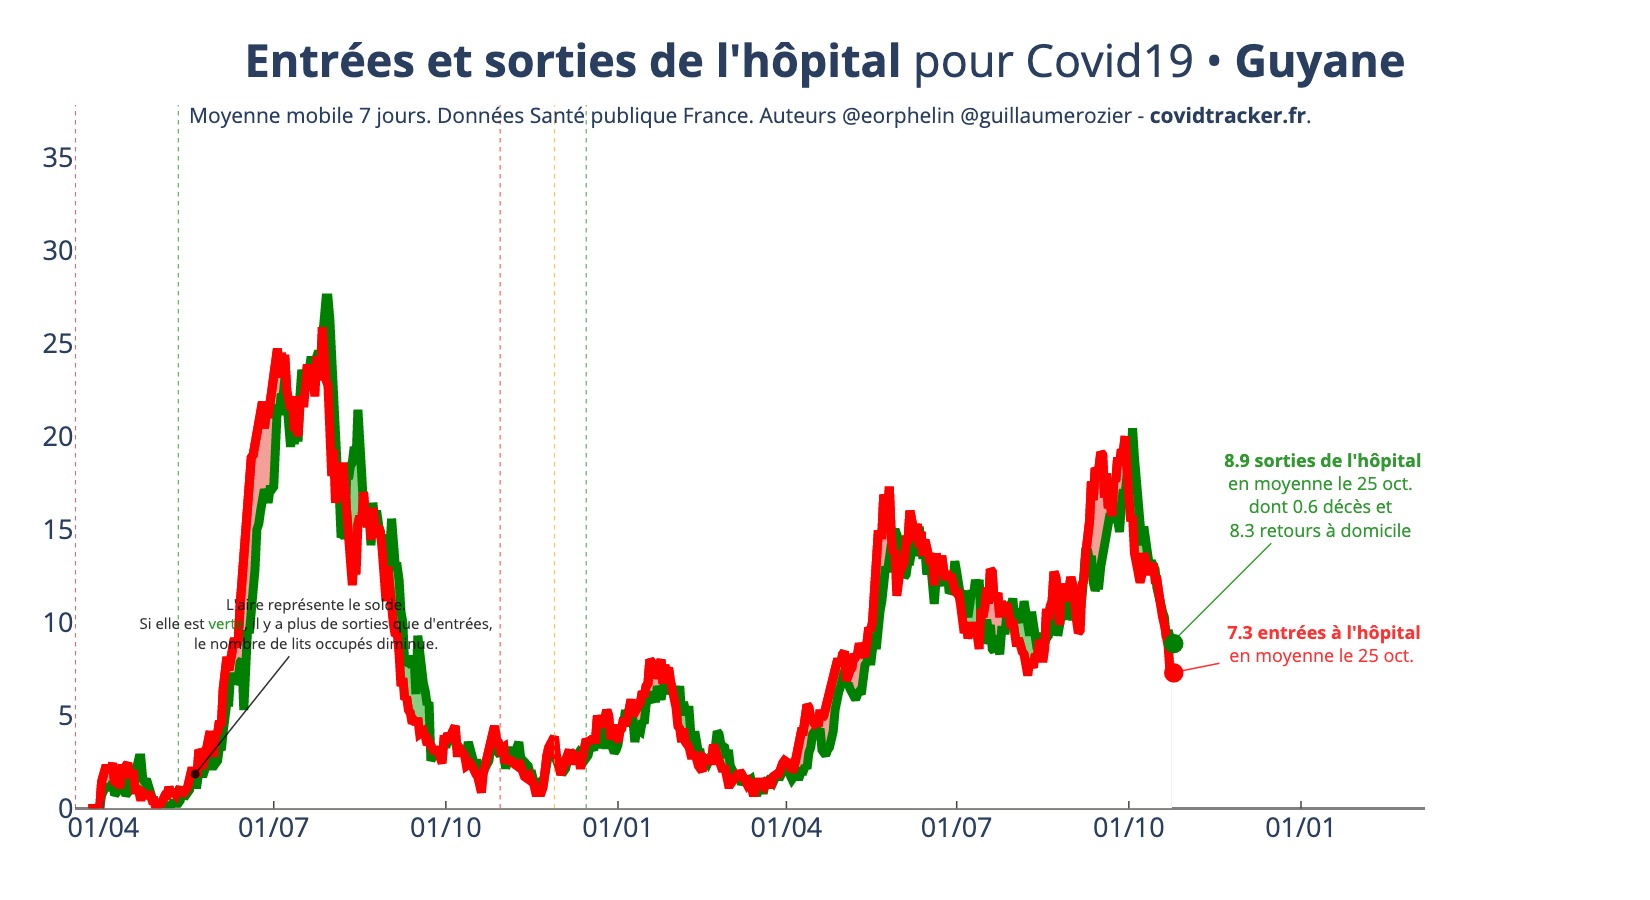 Entrées et sorties de l'hôpital pour Covid19 • Guyane
Moyenne mobile 7 jours. Données Santé publique France. Auteurs @eorphelin @guillaumerozier - covidtracker.fr.
35
30
25
20
15
10
5
0
8.9 sorties de l'hôpital
en moyenne le 25 oct.
dont 0.6 décès et
8.3 retours à domicile
L'aire représente le solde.
Si elle est verte, il y a plus de sorties que d'entrées,
le nombre de lits occupés diminue.
7.3 entrées à l'hôpital
en moyenne le 25 oct.
01/04 01/07 01/10 01/01 01/04 01/07 01/10 01/01